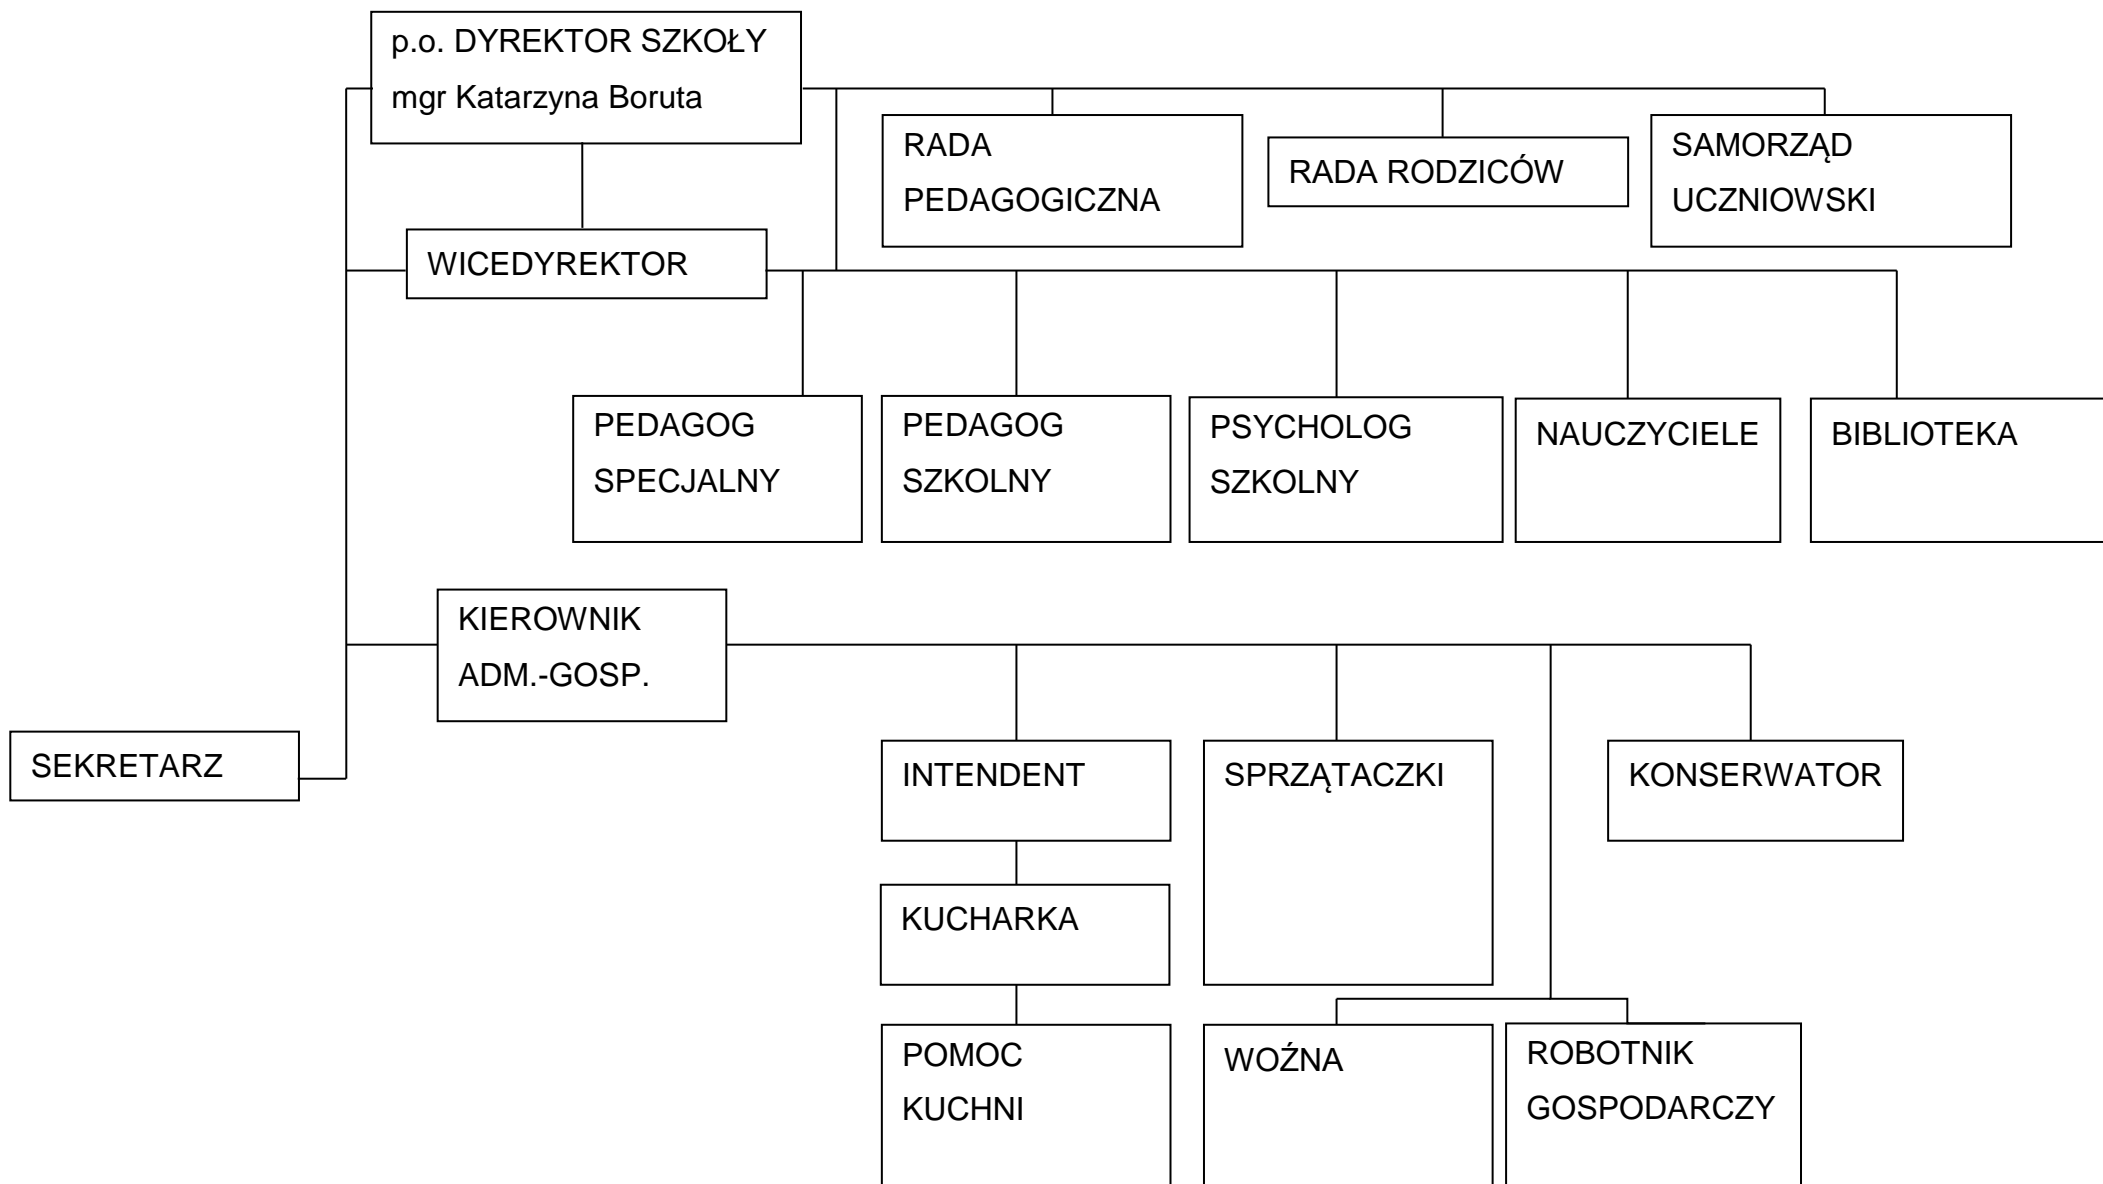 p.o. DYREKTOR SZKOŁY
mgr Katarzyna Boruta
RADA
PEDAGOGICZNA
RADA RODZICÓW
SAMORZĄD
UCZNIOWSKI
WICEDYREKTOR
PEDAGOG
SPECJALNY
PEDAGOG
SZKOLNY
PSYCHOLOG
SZKOLNY
NAUCZYCIELE
BIBLIOTEKA
KIEROWNIK
ADM.-GOSP.
SEKRETARZ
INTENDENT
SPRZĄTACZKI
KONSERWATOR
KUCHARKA
POMOC
KUCHNI
WOŹNA
ROBOTNIK
GOSPODARCZY